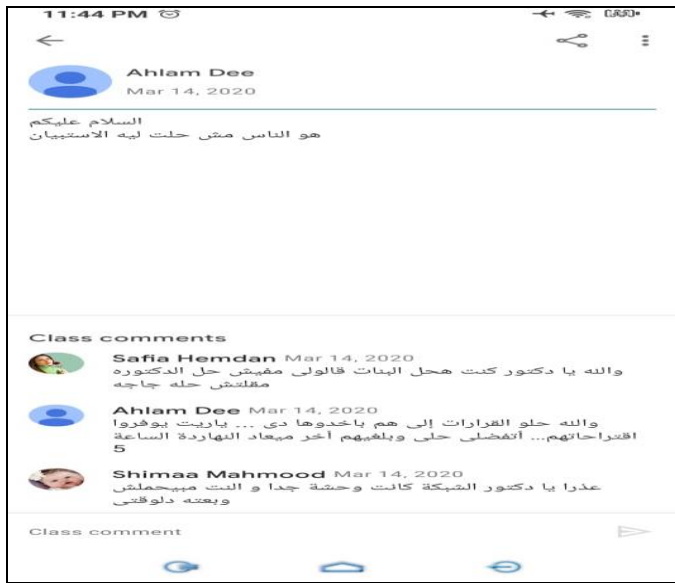 11:44 PM
Ahlam Dee
Mar 14, 2020
السلام عليكم
هو الناس مش حلت ليه الاستبيان
Class comments
Safia Hemdan Mar 14, 2020
والله يا دكتور كنت هحل البنات قالولى مفيش حل الدكتوره
مقلتش حله جاجه
Ahlam Dee Mar 14, 2020
والله حلو القرارات إلى هم باخدوها دى ... ياريت يوفروا
اقتراحاتهم... أتفضلى حلى وبلغيهم آخر ميعاد النهاردة الساعة
5
Shimaa Mahmood Mar 14, 2020
عذرا يا دكتور الشبكة كانت وحشة جدا و النت مبيحملش
وبعته دلوقتى
Class comment